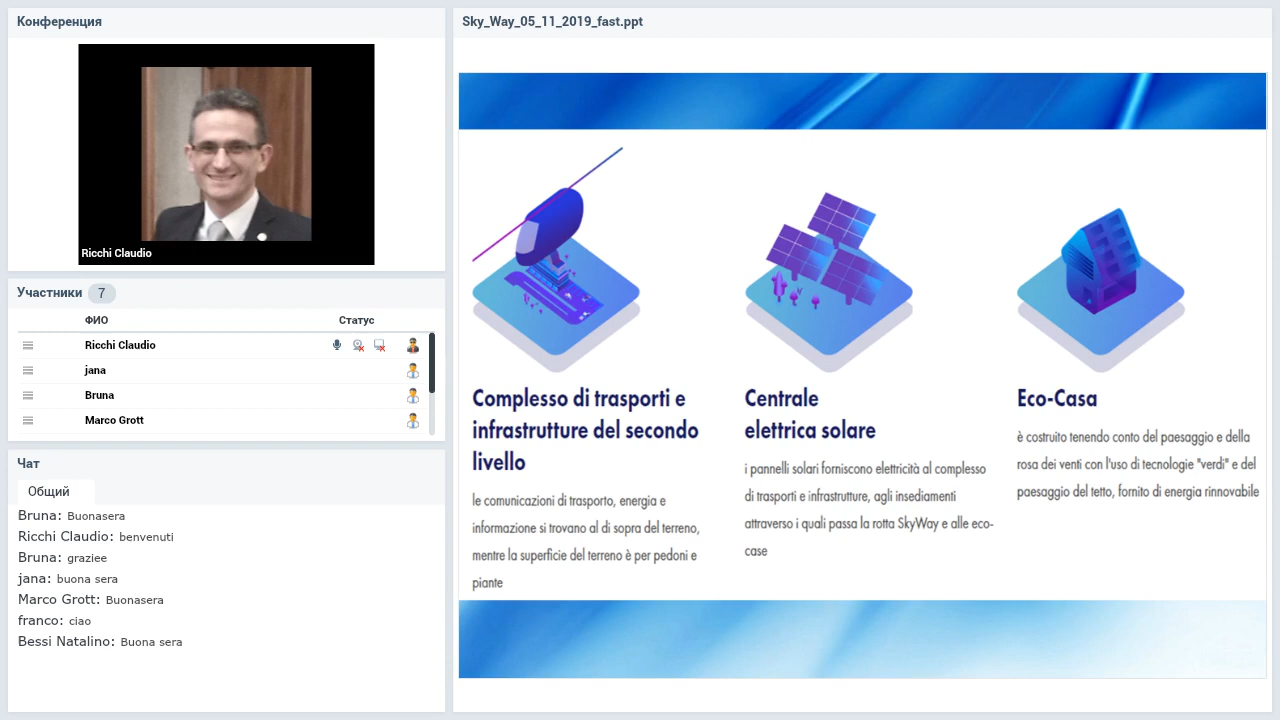 Конференция
Ricchi Claudio
Участники 7
ФИО Статус
Ricchi Claudio
jana
Bruna
Marco Grott
Чат
Общий
Bruna: Buonasera
Ricchi Claudio: benvenuti
Bruna: graziee
jana: buona sera
Marco Grott: Buonasera
franco: ciao
Bessi Natalino: Buona sera
Sky_Way_05_11_2019_fast.ppt
Complesso di trasporti e
infrastrutture del secondo
livello
le comunicazioni di trasporto, energia e
informazione si trovano al di sopra del terreno,
mentre la superficie del terreno è per pedoni e
piante
Centrale
elettrica solare
i pannelli solari forniscono elettricità al complesso
di trasporti e infrastrutture, agli insediamenti
attraverso i quali passa la rotta SkyWay e alle eco-
case
Eco-Casa
è costruito tenendo conto del paesaggio e della
rosa dei venti con l'uso di tecnologie "verdi" e del
paesaggio del tetto, fornito di energia rinnovabile